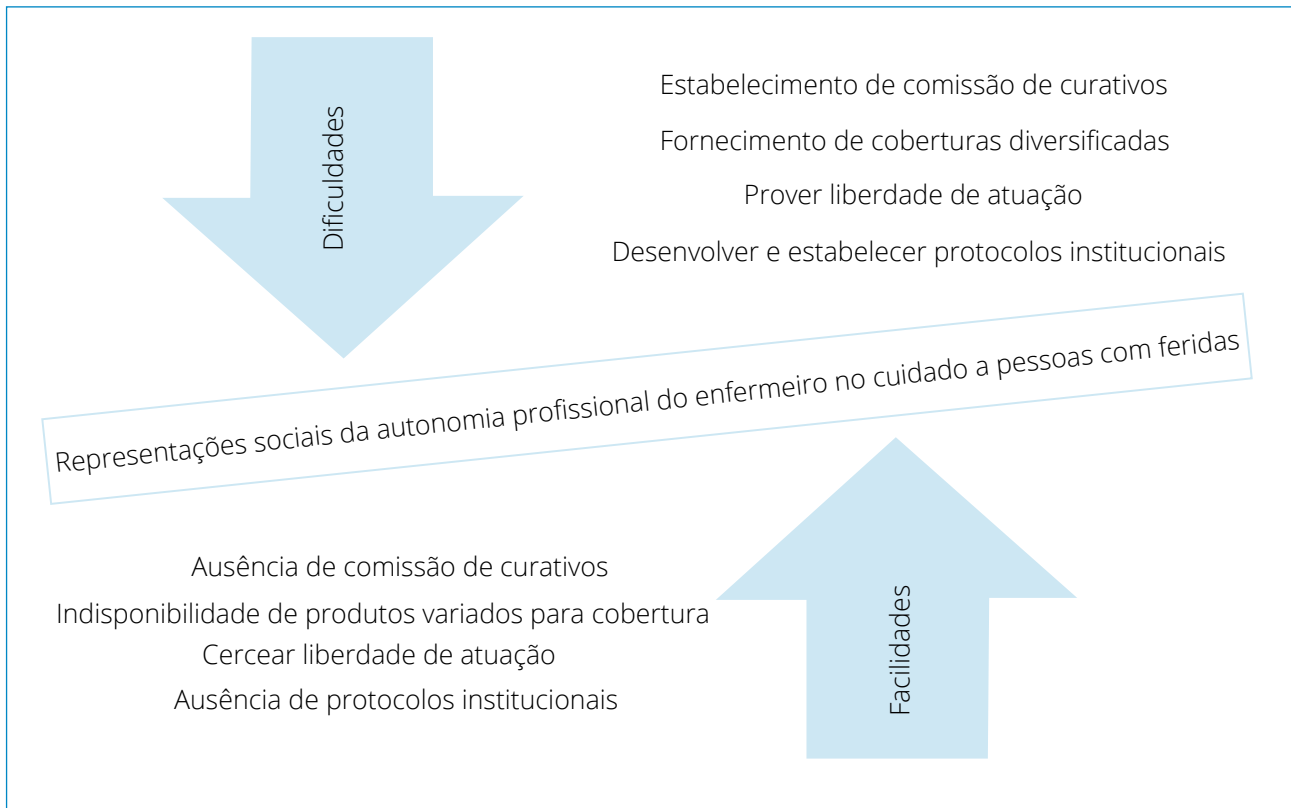 Dificuldades
Estabelecimento de comissão de curativos
Fornecimento de coberturas diversificadas
Prover liberdade de atuação
Desenvolver e estabelecer protocolos institucionais
Representações sociais da autonomia profissional do enfermeiro no cuidado a pessoas com feridas
Ausência de comissão de curativos
Indisponibilidade de produtos variados para cobertura
Cercear liberdade de atuação
Ausência de protocolos institucionais
Facilidades